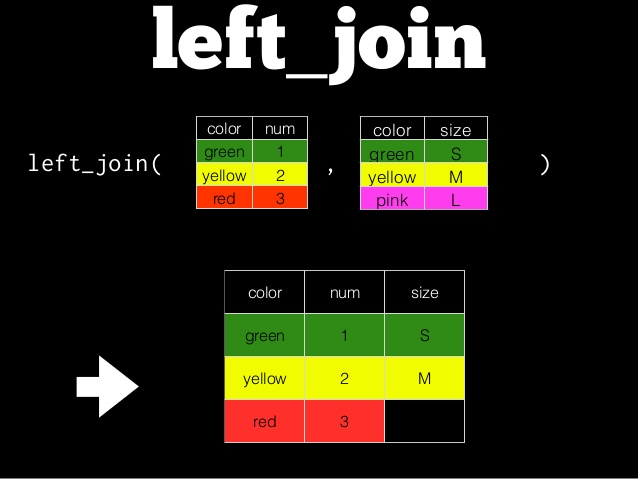 left_join
left_join(
color num
green 1
yellow 2
red 3
,
color size
green S
yellow M
pink L
)
color num size
green 1 S
yellow 2 M
red 3